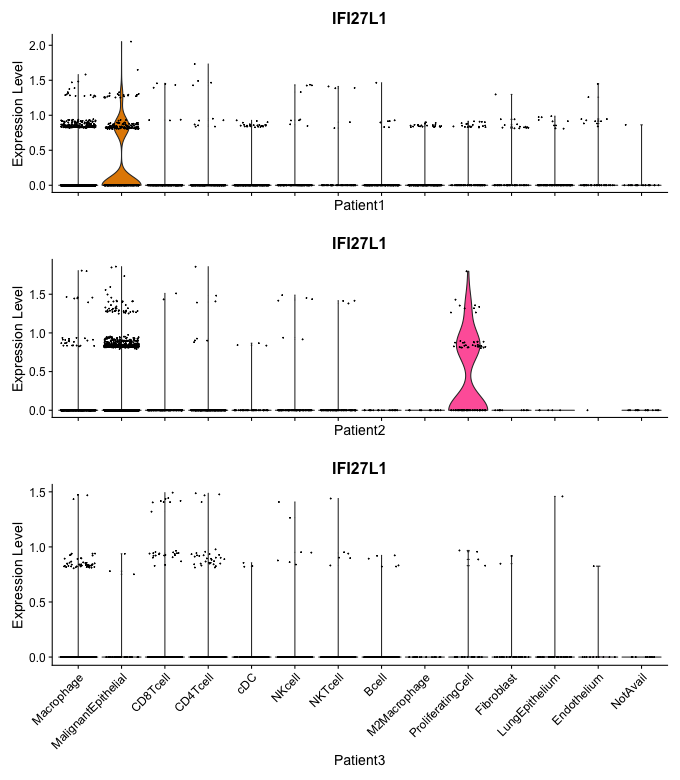 IFI27L1
Expression Level
2.0
1.5
1.0
0.5
0.0
Patient1
IFI27L1
Expression Level
1.5
1.0
0.5
0.0
Patient2
IFI27L1
Expression Level
1.5
1.0
0.5
0.0
Macrophage
MalignantEpithelial
CD8Tcell
CD4Tcell
cDC
NKcell
NKTcell
Bcell
M2Macrophage
ProliferatingCell
Fibroblast
LungEpithelium
Endothelium
NotAvail
Patient3